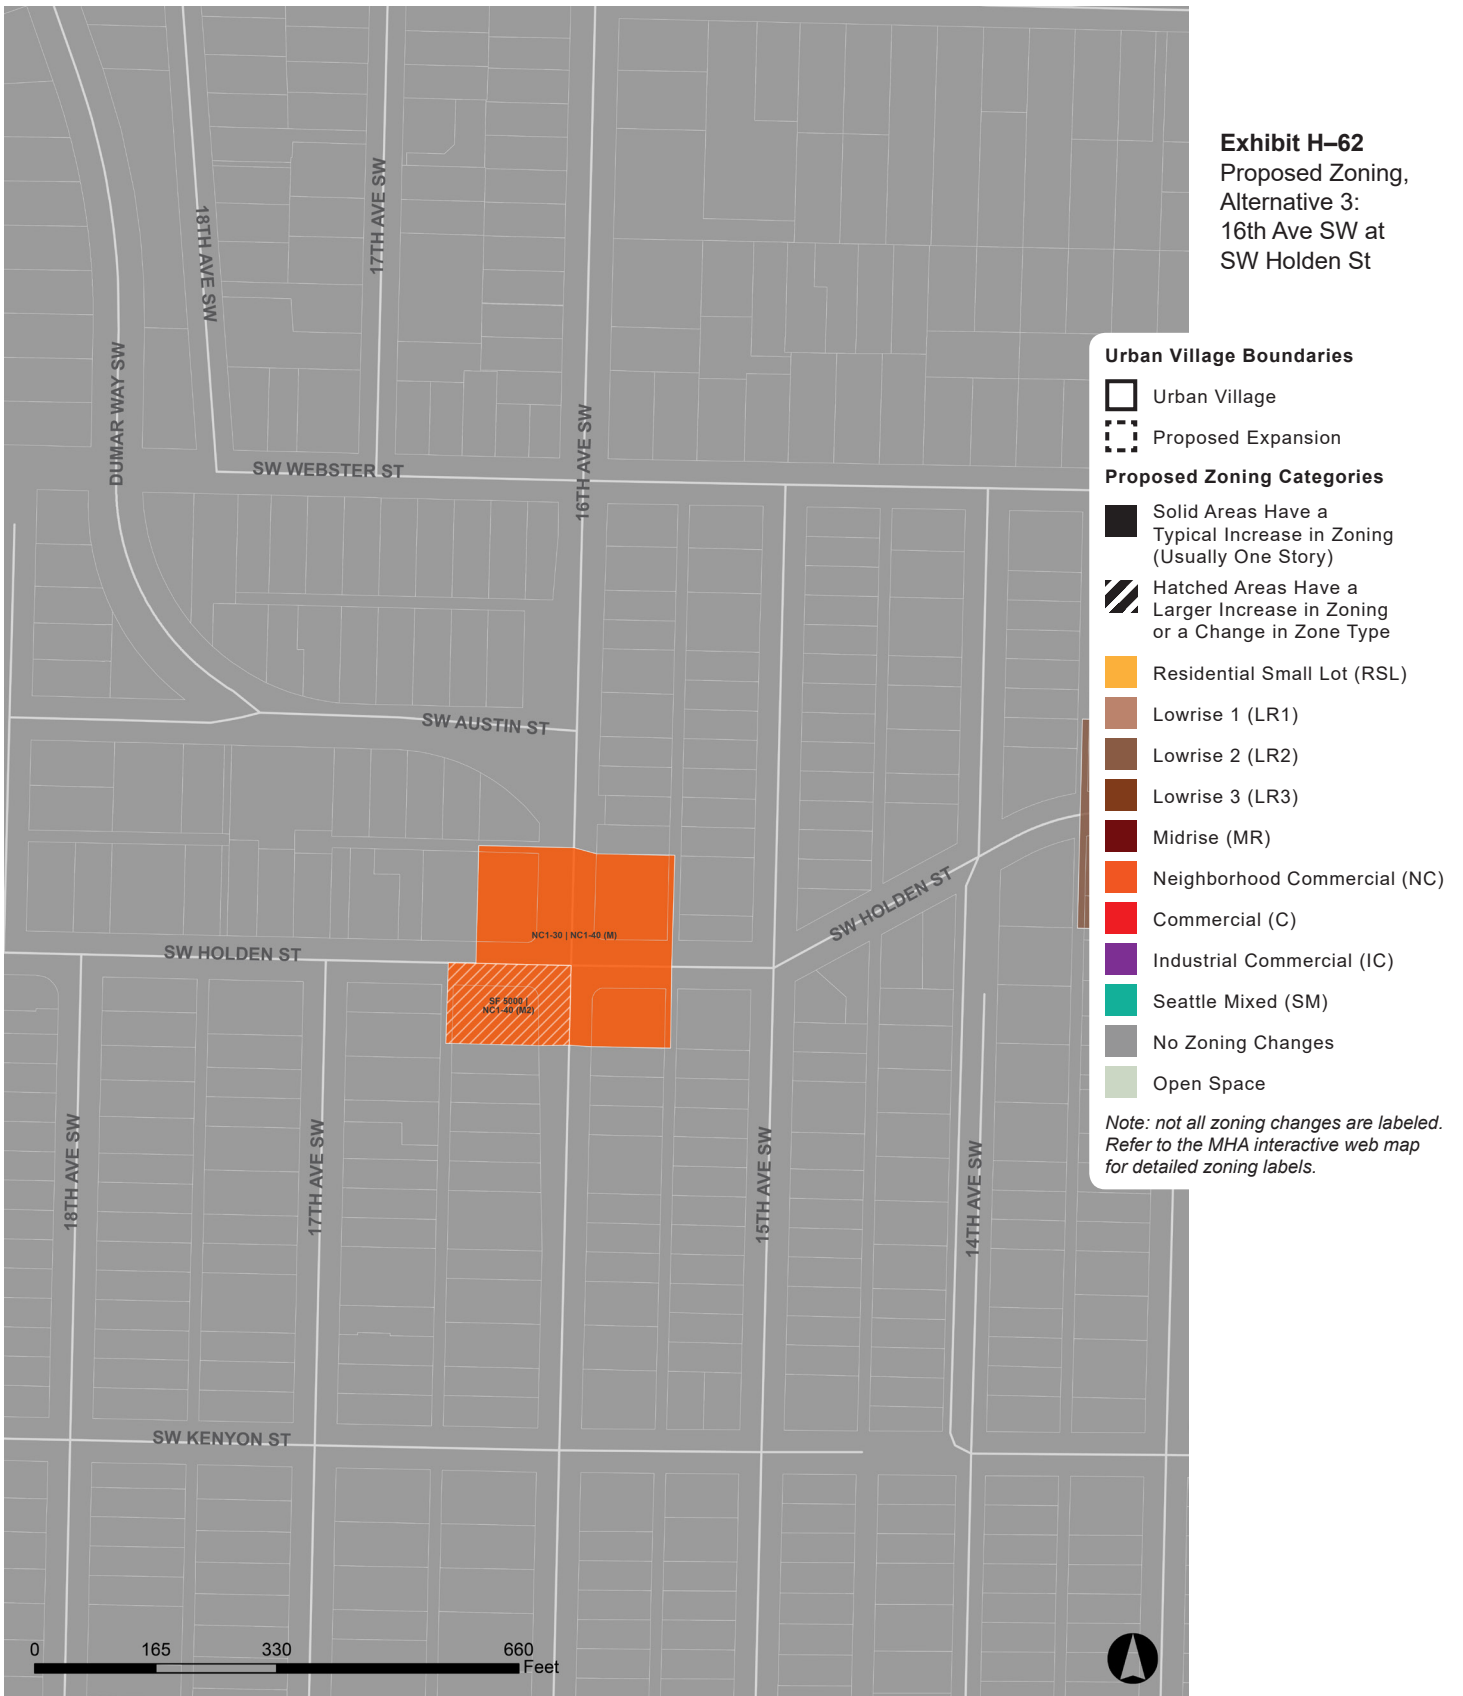 Exhibit H–62
Proposed Zoning,
Alternative 3:
16th Ave SW at
SW Holden St
Urban Village Boundaries
Urban Village
Proposed Expansion
Proposed Zoning Categories
Solid Areas Have a
Typical Increase in Zoning
(Usually One Story)
Hatched Areas Have a
Larger Increase in Zoning
or a Change in Zone Type
Residential Small Lot (RSL)
Lowrise 1 (LR1)
Lowrise 2 (LR2)
Lowrise 3 (LR3)
Midrise (MR)
Neighborhood Commercial (NC)
Commercial (C)
Industrial Commercial (IC)
Seattle Mixed (SM)
No Zoning Changes
Open Space
Note: not all zoning changes are labeled.
Refer to the MHA interactive web map
for detailed zoning labels.
DUMAR WAY SW
18TH AVE SW
17TH AVE SW
16TH AVE SW
SW WEBSTER ST
SW AUSTIN ST
SW HOLDEN ST
SW HOLDEN ST
NC1-30 | NC1-40 (M)
SF 5000 |
NC1-40 (M2)
18TH AVE SW
17TH AVE SW
15TH AVE SW
14TH AVE SW
SW KENYON ST
0 165 330 660
Feet